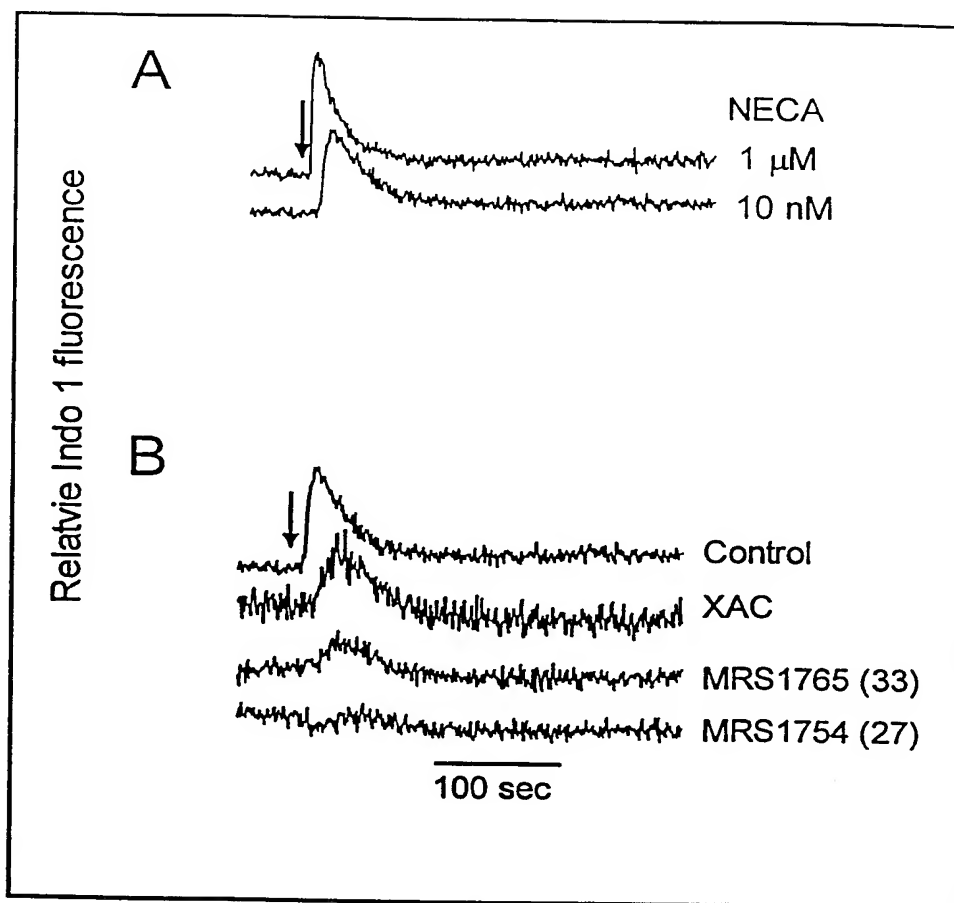 Relatvie Indo 1 fluorescence
A
NECA
1 µM
10 nM
B
Control
XAC
MRS1765 (33)
MRS1754 (27)
100 sec